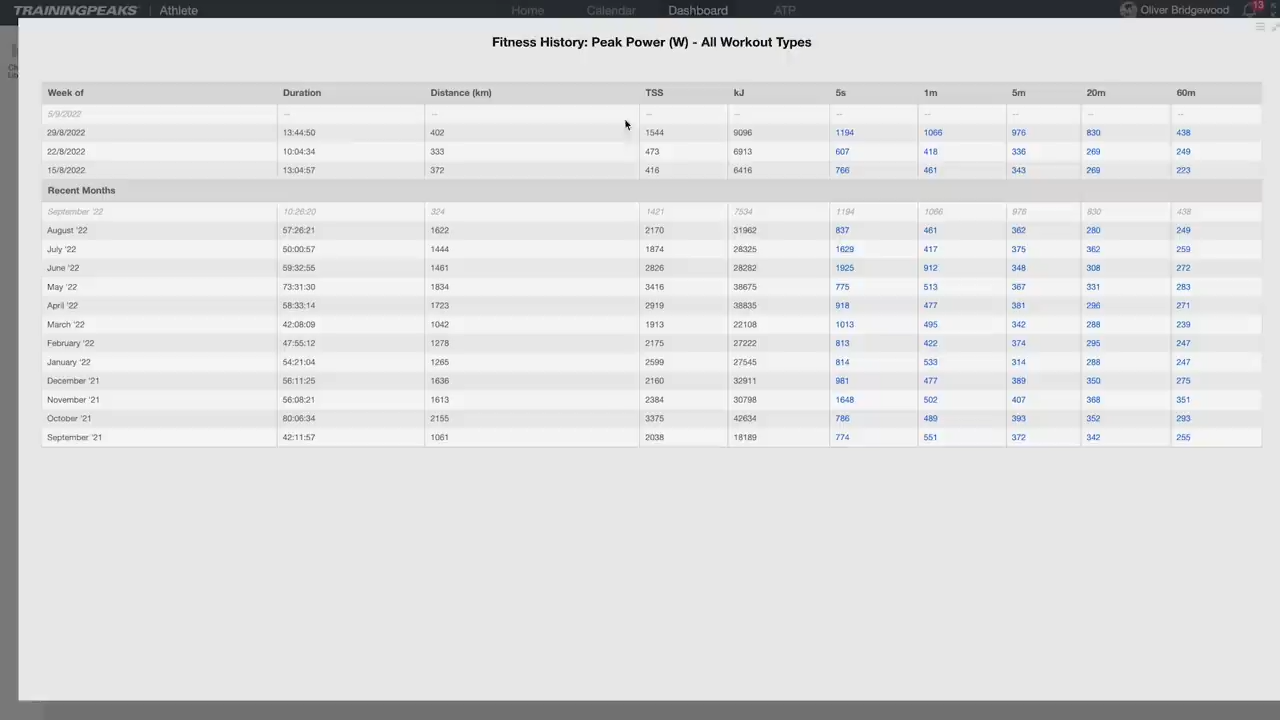 TRAININGPEAKS Athlete Home Calendar Dashboard ATP Oliver Bridgewood 13
Fitness History: Peak Power (W) - All Workout Types
Week of Duration Distance (km) TSS kJ 5s 1m 5m 20m 60m
5/9/2022 -- -- -- -- -- -- -- -- --
29/8/2022 13:44:50 402 1544 9096 1194 1066 976 830 438
22/8/2022 10:04:34 333 473 6913 607 418 336 269 249
15/8/2022 13:04:57 372 416 6416 766 461 343 269 223
Recent Months
September '22 10:26:20 324 1421 7534 1194 1066 976 830 438
August '22 57:26:21 1622 2170 31962 837 461 362 280 249
July '22 50:00:57 1444 1874 28325 1629 417 375 362 259
June '22 59:32:55 1461 2826 28282 1925 912 348 308 272
May '22 73:31:30 1834 3416 38675 775 513 367 331 283
April '22 58:33:14 1723 2919 38835 918 477 381 296 271
March '22 42:08:09 1042 1913 22108 1013 495 342 288 239
February '22 47:55:12 1278 2175 27222 813 422 374 295 247
January '22 54:21:04 1265 2599 27545 814 533 314 288 247
December '21 56:11:25 1636 2160 32911 981 477 389 350 275
November '21 56:08:21 1613 2384 30798 1648 502 407 368 351
October '21 80:06:34 2155 3375 42634 786 489 393 352 293
September '21 42:11:57 1061 2038 18189 774 551 372 342 255